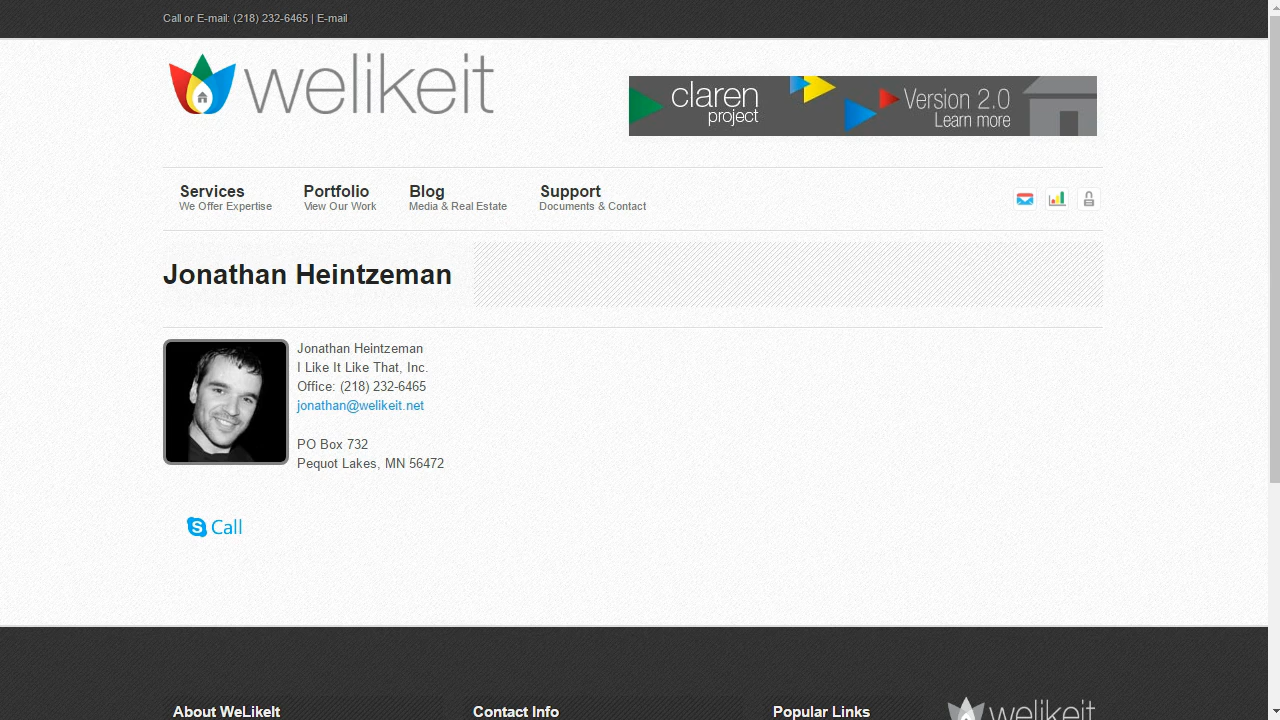 Call or E-mail: (218) 232-6465 | E-mail
welikeit
claren
project
Version 2.0
Learn more
Services
We Offer Expertise
Portfolio
View Our Work
Blog
Media & Real Estate
Support
Documents & Contact
Jonathan Heintzeman
Jonathan Heintzeman
I Like It Like That, Inc.
Office: (218) 232-6465
jonathan@welikeit.net
PO Box 732
Pequot Lakes, MN 56472
S Call
About WeLikeIt
Contact Info
Popular Links
welikeit